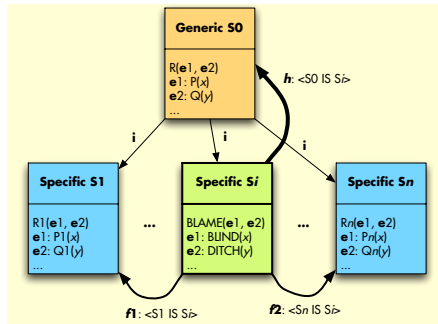 Generic S0
R(e1, e2)
e1: P(x)
e2: Q(y)
...
h: <S0 IS Si>
i
i
i
Specific S1
R1(e1, e2)
e1: P1(x)
e2: Q1(y)
...
...
Specific Si
BLAME(e1, e2)
e1: BLIND(x)
e2: DITCH(y)
...
...
Specific Sn
Rn(e1, e2)
e1: Pn(x)
e2: Qn(y)
...
f1: <S1 IS Si>
f2: <Sn IS Si>